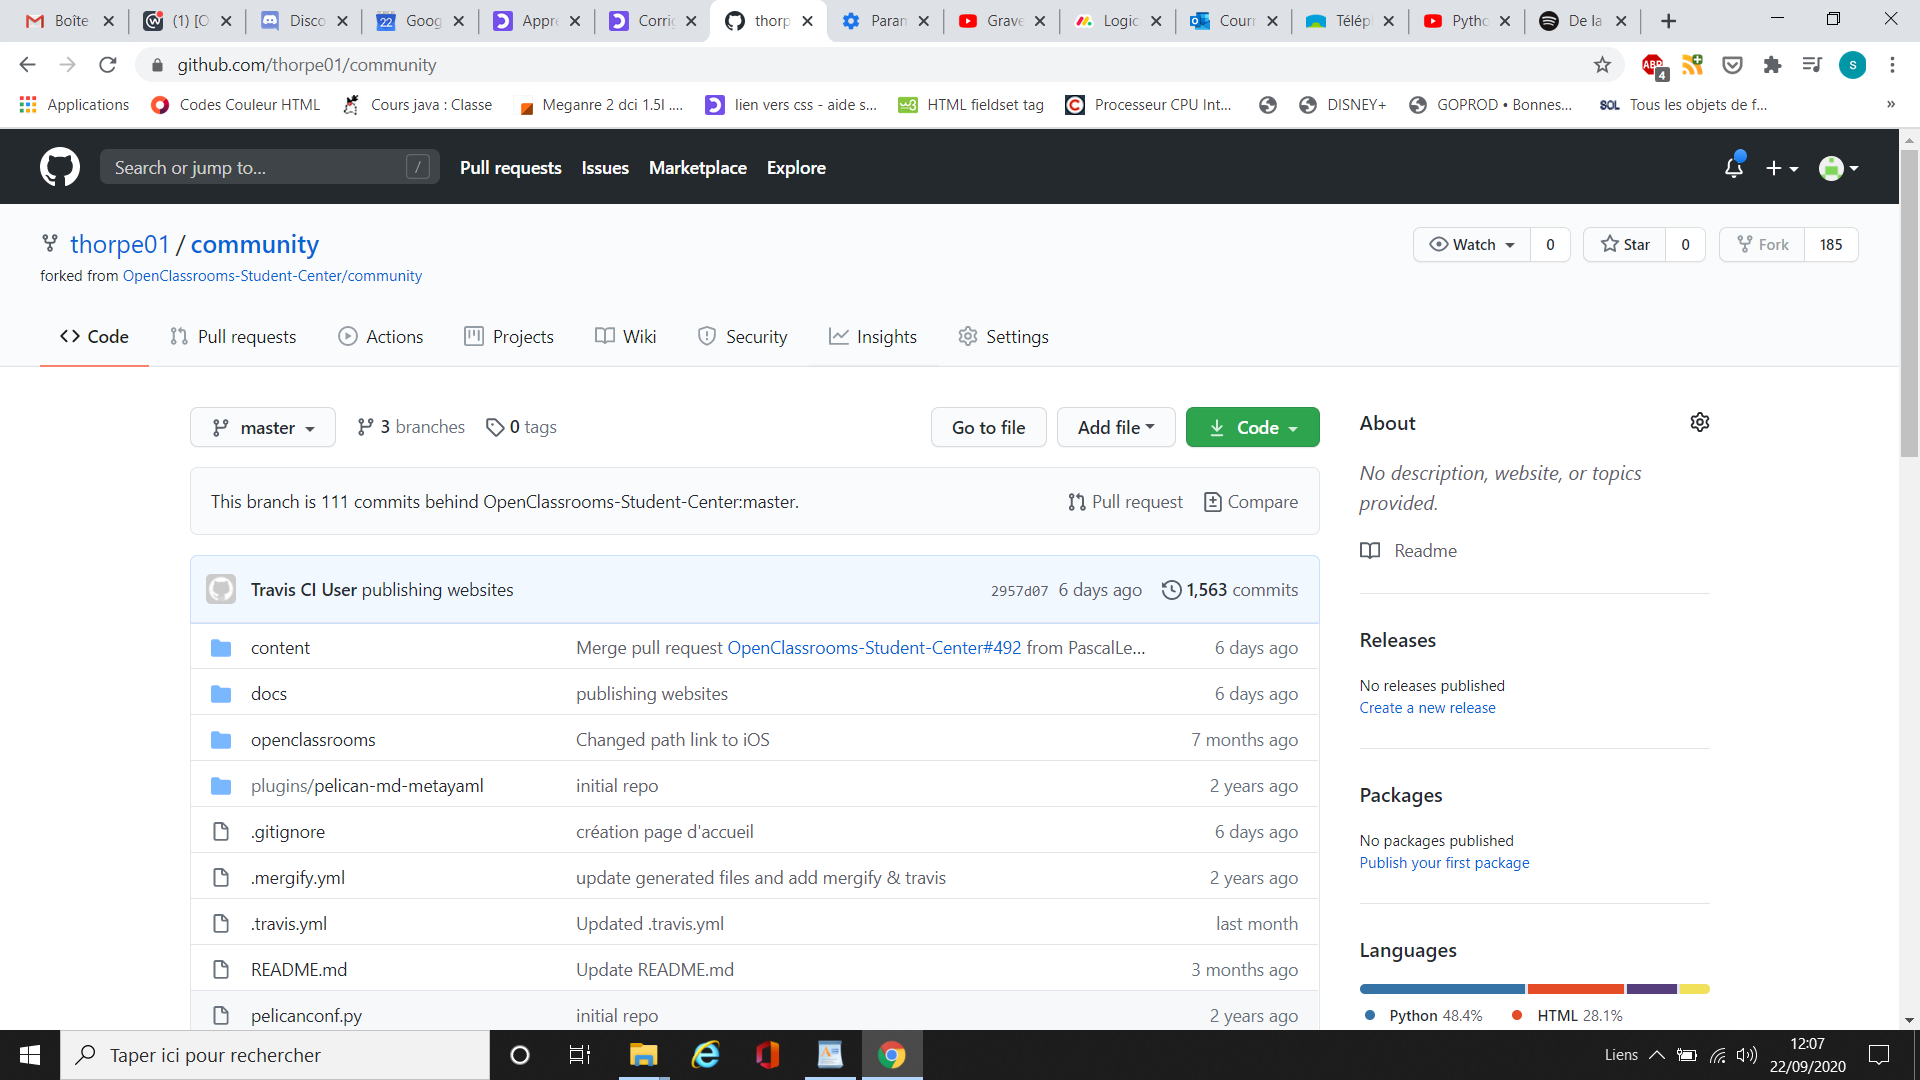 Boîte
(1) [O
Disco
Goog
Appre
Corrig
thorp
Param
Grave
Logic
Courr
Télép
Pytho
De la
github.com/thorpe01/community
ABP 4
S
Applications
Codes Couleur HTML
Cours java : Classe
Meganre 2 dci 1.5l ....
lien vers css - aide s...
HTML fieldset tag
Processeur CPU Int...
DISNEY+
GOPROD • Bonnes...
SOL Tous les objets de f...
»
Search or jump to... /
Pull requests
Issues
Marketplace
Explore
thorpe01 / community
forked from OpenClassrooms-Student-Center/community
Watch 0
Star 0
Fork 185
Code
Pull requests
Actions
Projects
Wiki
Security
Insights
Settings
master
3 branches
0 tags
Go to file
Add file
Code
This branch is 111 commits behind OpenClassrooms-Student-Center:master.
Pull request
Compare
Travis CI User publishing websites
2957d07 6 days ago
1,563 commits
content Merge pull request OpenClassrooms-Student-Center#492 from PascalLe... 6 days ago
docs publishing websites 6 days ago
openclassrooms Changed path link to iOS 7 months ago
plugins/pelican-md-metayaml initial repo 2 years ago
.gitignore création page d'accueil 6 days ago
.mergify.yml update generated files and add mergify & travis 2 years ago
.travis.yml Updated .travis.yml last month
README.md Update README.md 3 months ago
pelicanconf.py initial repo 2 years ago
About
No description, website, or topics
provided.
Readme
Releases
No releases published
Create a new release
Packages
No packages published
Publish your first package
Languages
Python 48.4% HTML 28.1%
Taper ici pour rechercher
Liens
12:07
22/09/2020